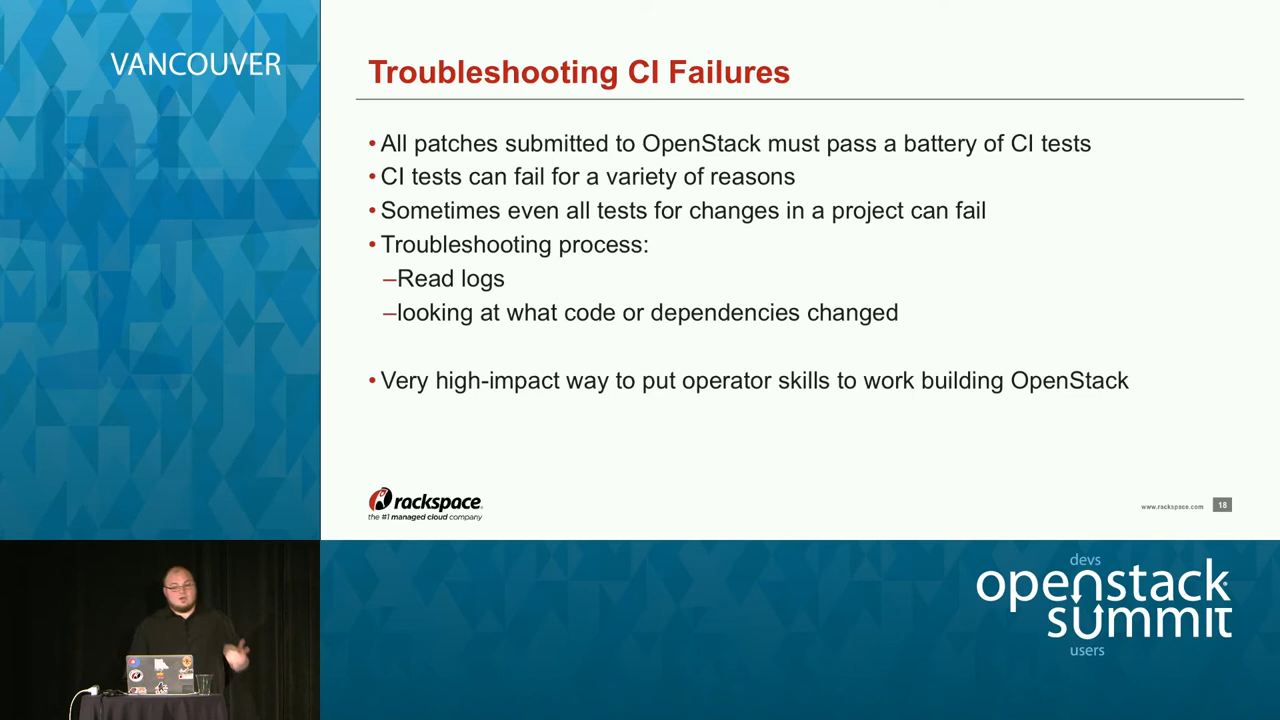 VANCOUVER
Troubleshooting CI Failures
•All patches submitted to OpenStack must pass a battery of CI tests
•CI tests can fail for a variety of reasons
•Sometimes even all tests for changes in a project can fail
•Troubleshooting process:
–Read logs
–looking at what code or dependencies changed
•Very high-impact way to put operator skills to work building OpenStack
rackspace
the #1 managed cloud company
www.rackspace.com 18
devs
openstack
summit
users